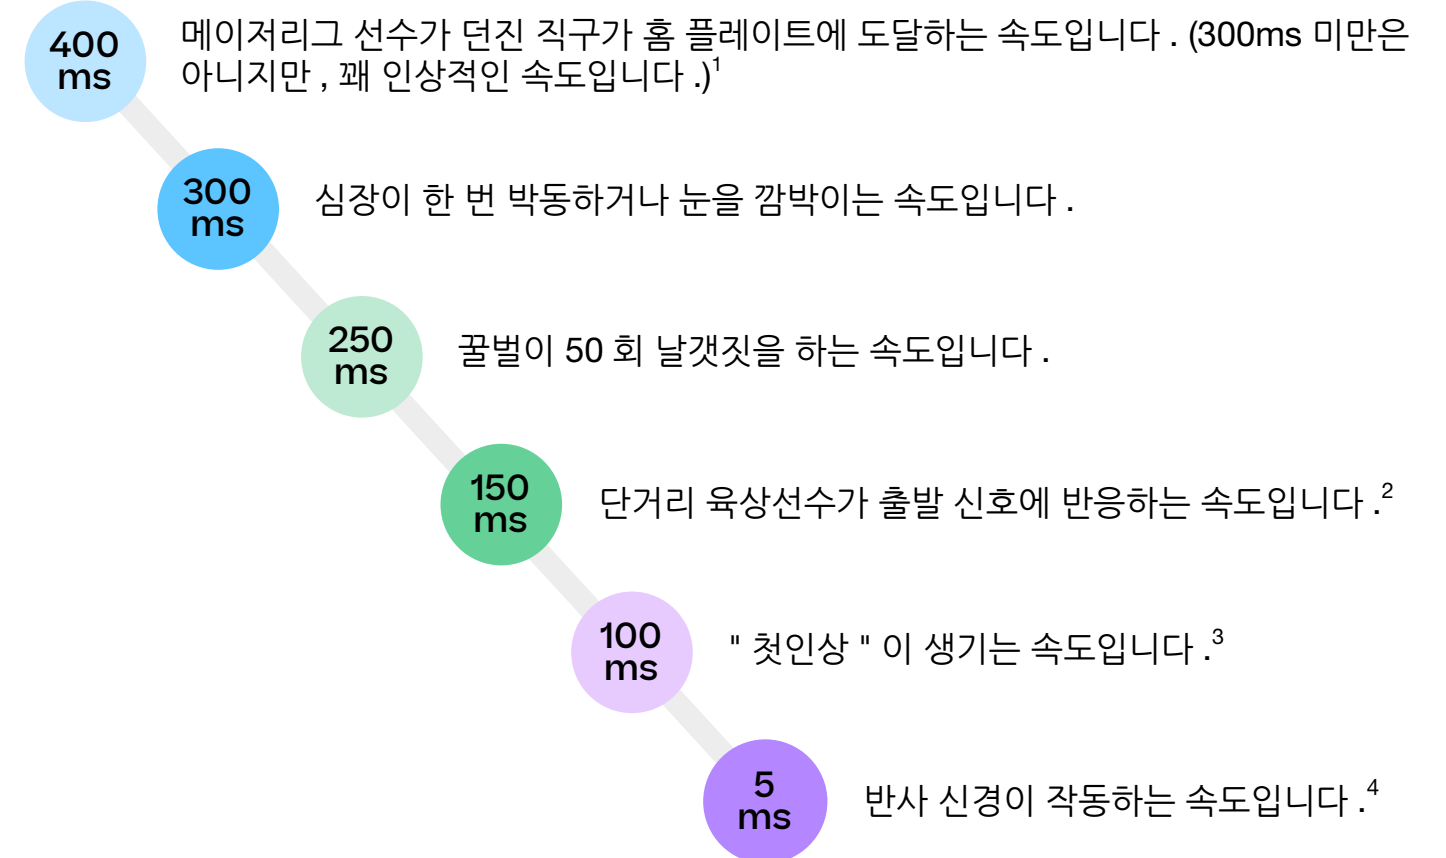 400
ms
메이저리그 선수가 던진 직구가 홈 플레이트에 도달하는 속도입니다 . (300ms 미만은
아니지만 , 꽤 인상적인 속도입니다 .)¹
300
ms
심장이 한 번 박동하거나 눈을 깜박이는 속도입니다 .
250
ms
꿀벌이 50 회 날갯짓을 하는 속도입니다 .
150
ms
단거리 육상선수가 출발 신호에 반응하는 속도입니다 .²
100
ms
" 첫인상 " 이 생기는 속도입니다 .³
5
ms
반사 신경이 작동하는 속도입니다 .⁴